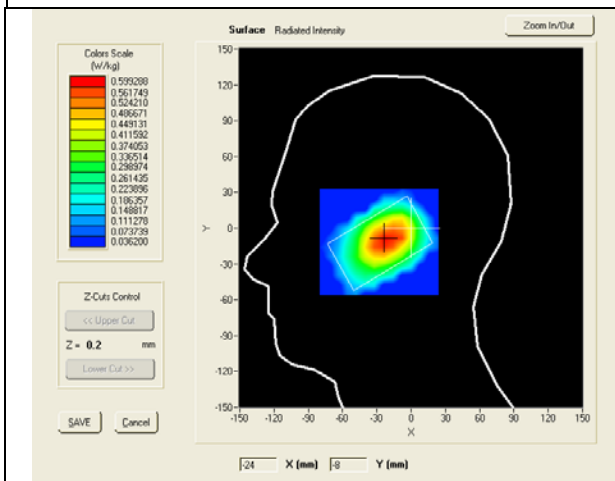 Surface Radiated Intensity
Zoom In/Out
Colors Scale
(W/kg)
0.599288
0.561749
0.524210
0.486671
0.449131
0.411592
0.374053
0.336514
0.298974
0.261435
0.223896
0.186357
0.148817
0.111278
0.073739
0.036200
Z-Cuts Control
<< Upper Cut
Z = 0.2 mm
Lower Cut >>
SAVE Cancel
150
120
90
60
30
0
-30
-60
-90
-120
-150
Y
-150 -120 -90 -60 -30 0 30 60 90 120 150
X
-24 X (mm) -8 Y (mm)